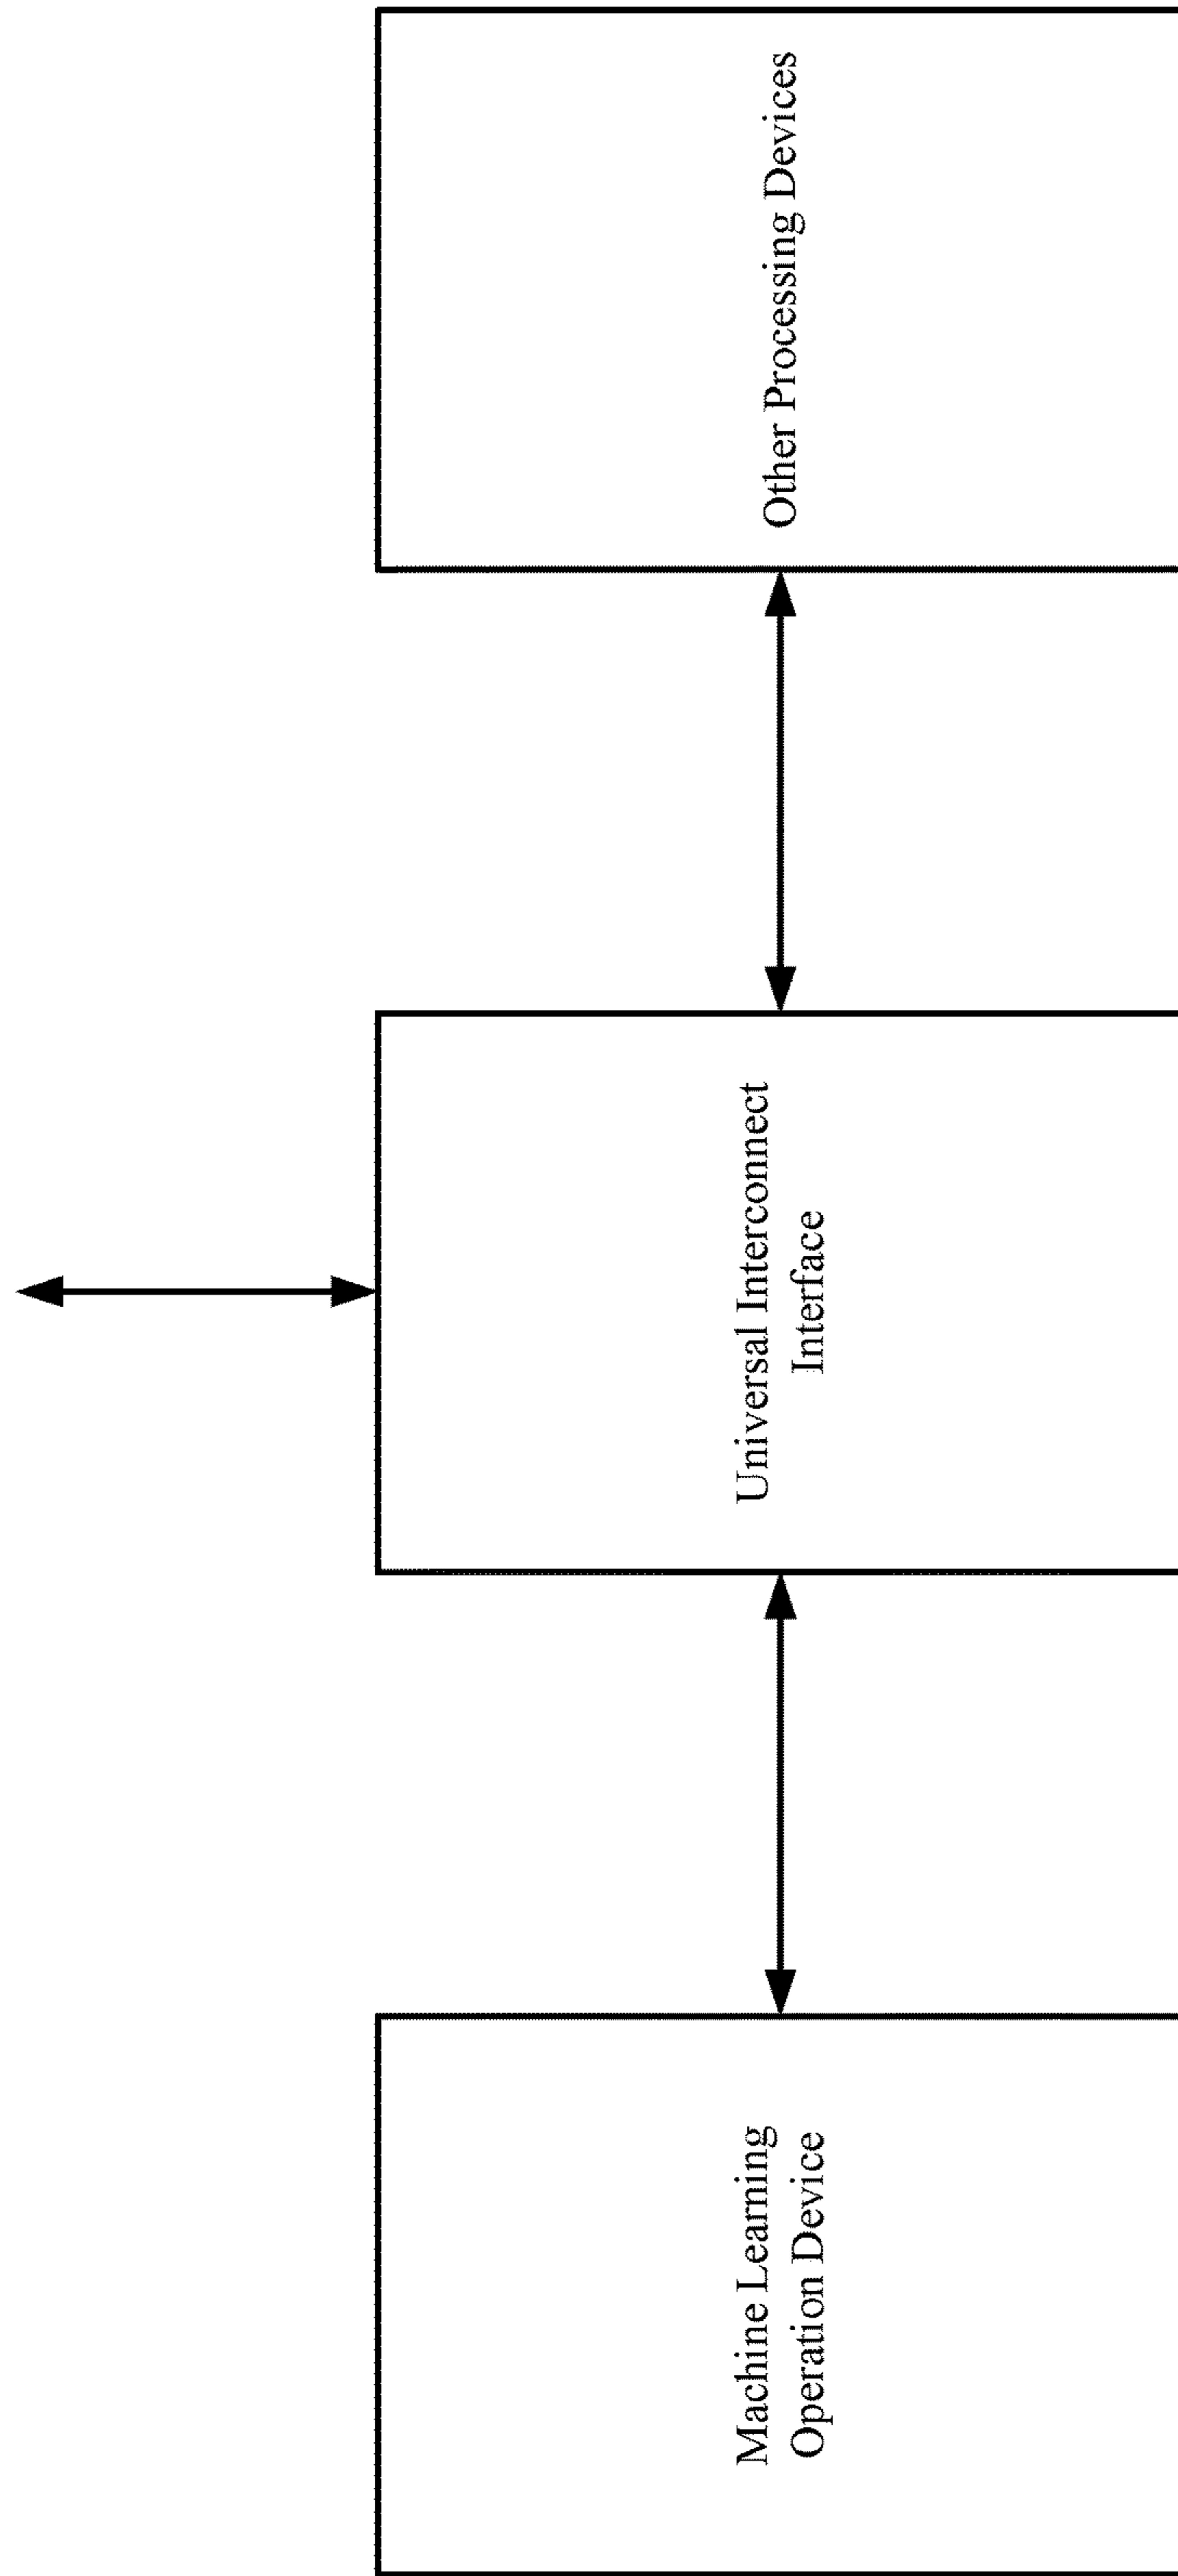 Machine Learning
Operation Device
Universal Interconnect
Interface
Other Processing Devices